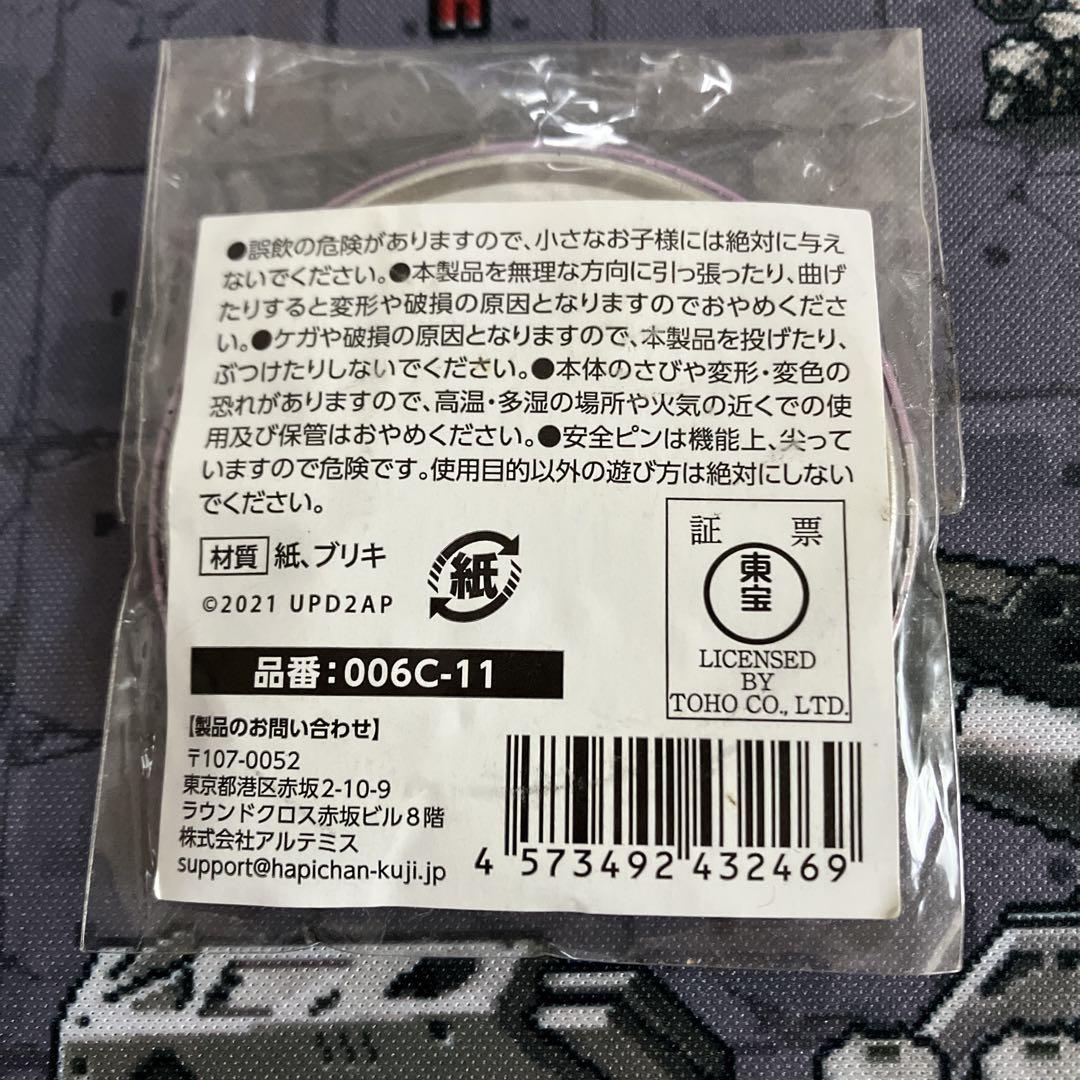 ●誤飲の危険がありますので、小さなお子様には絶対に与え
ないでください。●本製品を無理な方向に引っ張ったり、曲げ
たりすると変形や破損の原因となりますのでおやめくださ
い。●ケガや破損の原因となりますので、本製品を投げたり、
ぶつけたりしないでください。●本体のさびや変形・変色の
恐れがありますので、高温・多湿の場所や火気の近くでの使
用及び保管はおやめください。●安全ピンは機能上、尖って
いますので危険です。使用目的以外の遊び方は絶対にしない
でください。
材質 紙、ブリキ
紙
©2021 UPD2AP
品番:006C-11
証 票
東宝
LICENSED
BY
TOHO CO., LTD.
【製品のお問い合わせ】
〒107-0052
東京都港区赤坂2-10-9
ラウンドクロス赤坂ビル8階
株式会社アルテミス
support@hapichan-kuji.jp
4 573492 432469